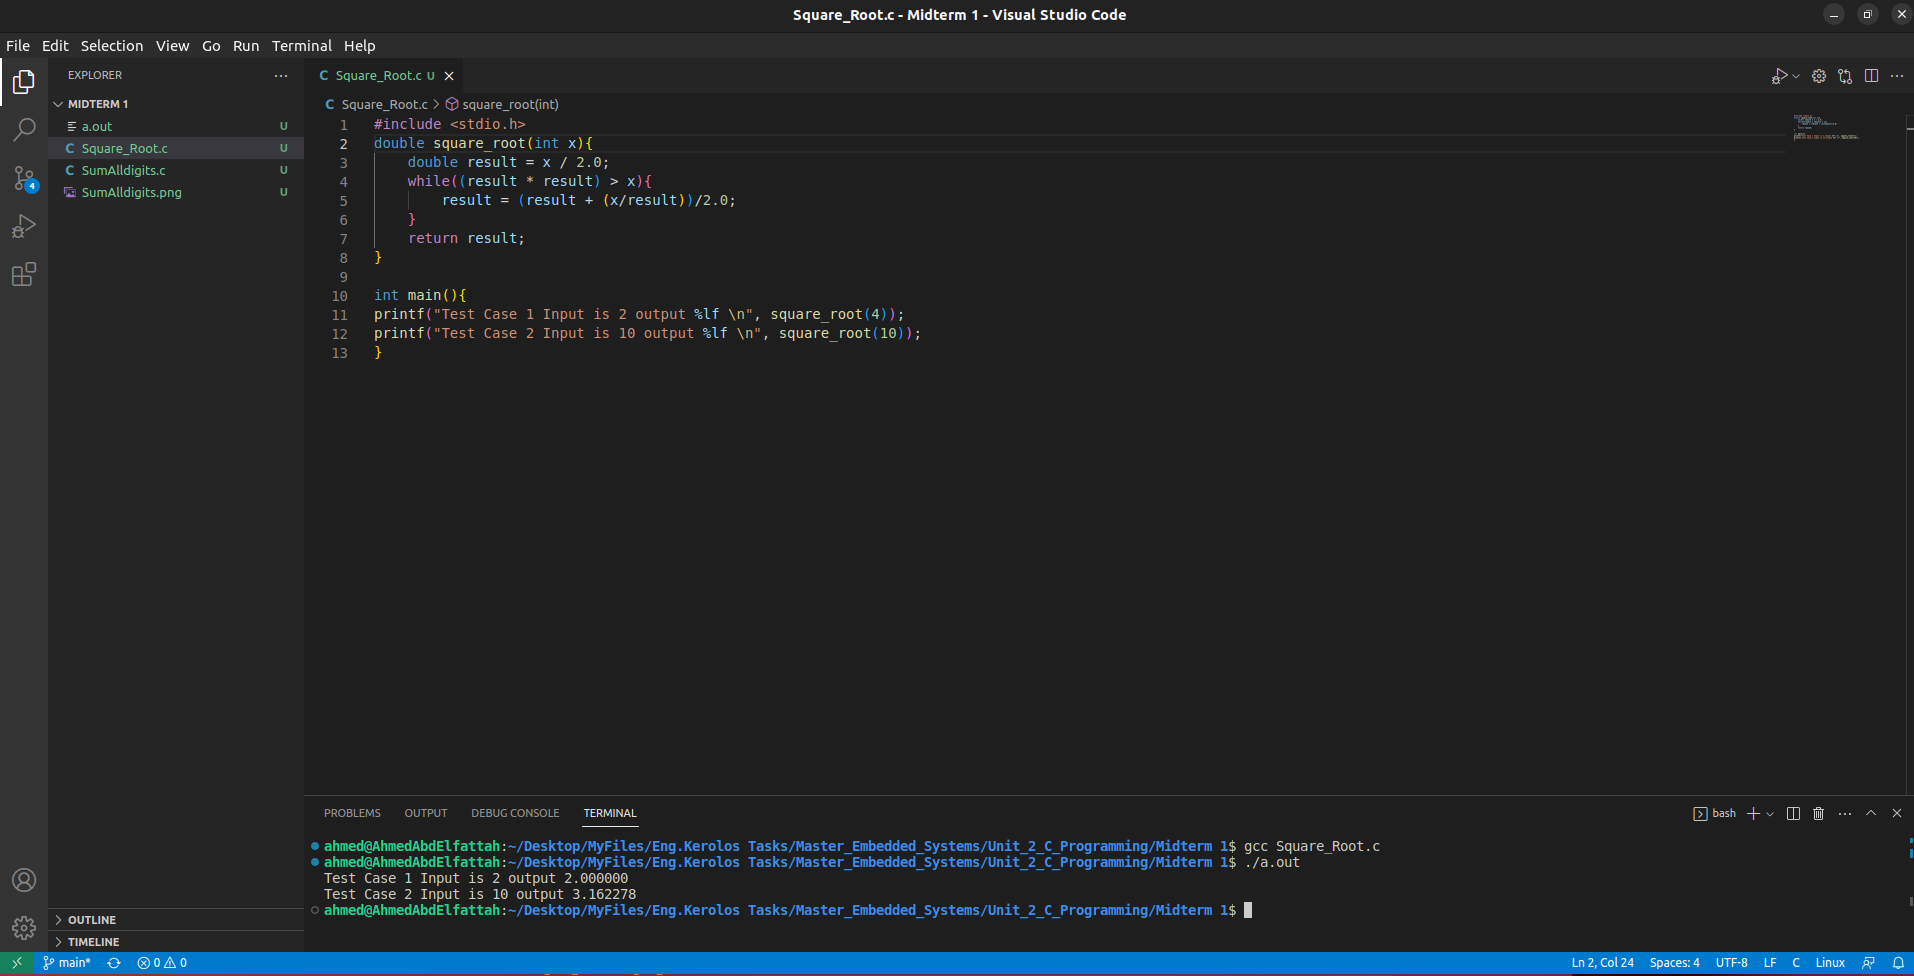 Square_Root.c - Midterm 1 - Visual Studio Code
File Edit Selection View Go Run Terminal Help
EXPLORER
MIDTERM 1
a.out U
C Square_Root.c U
C SumAlldigits.c U
SumAlldigits.png U
4
OUTLINE
TIMELINE
C Square_Root.c U
C Square_Root.c > square_root(int)
1 #include <stdio.h>
2 double square_root(int x){
3 double result = x / 2.0;
4 while((result * result) > x){
5 result = (result + (x/result))/2.0;
6 }
7 return result;
8 }
9
10 int main(){
11 printf("Test Case 1 Input is 2 output %lf \n", square_root(4));
12 printf("Test Case 2 Input is 10 output %lf \n", square_root(10));
13 }
PROBLEMS OUTPUT DEBUG CONSOLE TERMINAL
bash
ahmed@AhmedAbdElfattah:~/Desktop/MyFiles/Eng.Kerolos Tasks/Master_Embedded_Systems/Unit_2_C_Programming/Midterm 1$ gcc Square_Root.c
ahmed@AhmedAbdElfattah:~/Desktop/MyFiles/Eng.Kerolos Tasks/Master_Embedded_Systems/Unit_2_C_Programming/Midterm 1$ ./a.out
Test Case 1 Input is 2 output 2.000000
Test Case 2 Input is 10 output 3.162278
ahmed@AhmedAbdElfattah:~/Desktop/MyFiles/Eng.Kerolos Tasks/Master_Embedded_Systems/Unit_2_C_Programming/Midterm 1$
main* 0 0 Ln 2, Col 24 Spaces: 4 UTF-8 LF C Linux